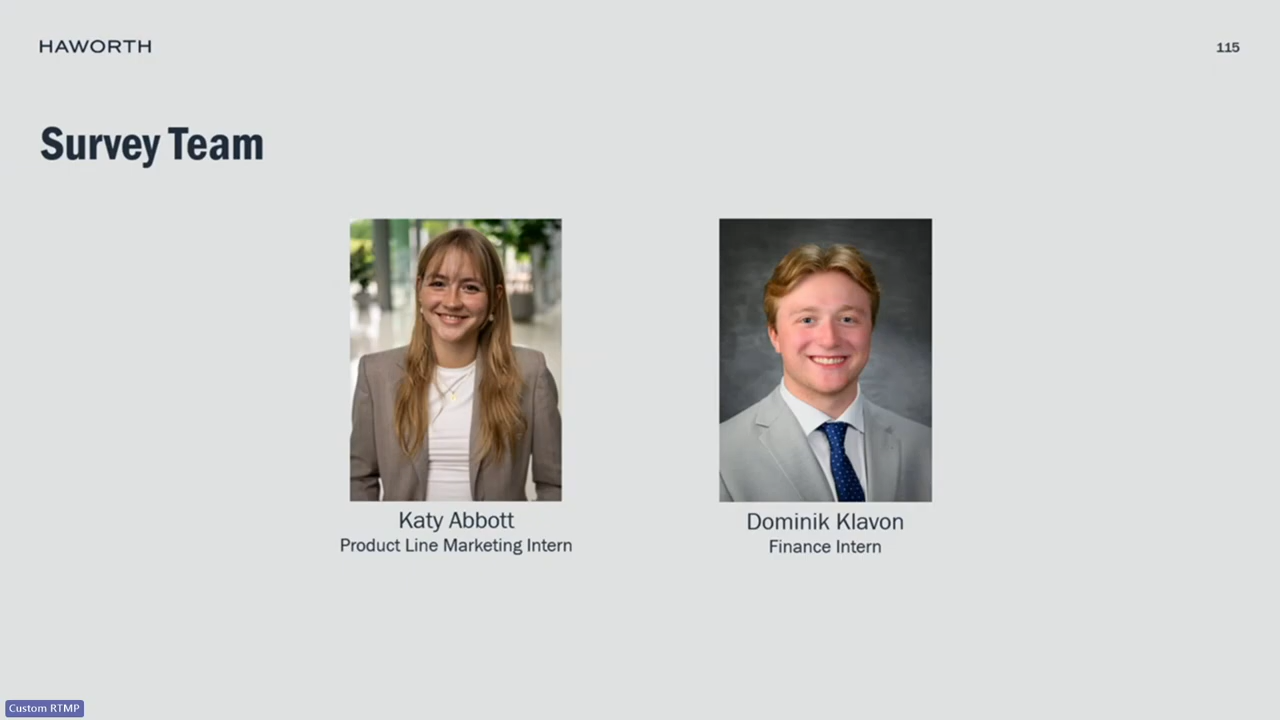 HAWORTH
115
Survey Team
Katy Abbott
Product Line Marketing Intern
Dominik Klavon
Finance Intern
Custom RTMP